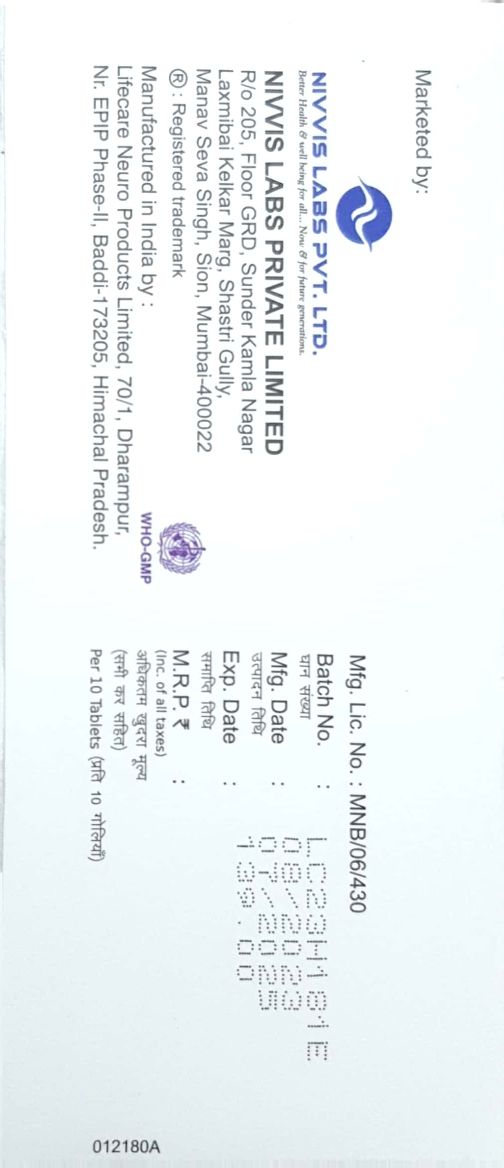 Marketed by:
NIVVIS LABS PVT. LTD.
Better Health & well being for all... Now & for future generations.
NIVVIS LABS PRIVATE LIMITED
R/o 205, Floor GRD, Sunder Kamla Nagar
Laxmibai Kelkar Marg, Shastri Gully,
Manav Seva Singh, Sion, Mumbai-400022
® : Registered trademark
WHO-GMP
Manufactured in India by :
Lifecare Neuro Products Limited, 70/1, Dharampur,
Nr. EPIP Phase-II, Baddi-173205, Himachal Pradesh.
Mfg. Lic. No. : MNB/06/430
Batch No. : LC23H181E
घान संख्या
Mfg. Date : 08/2023
उत्पादन तिथि
Exp. Date : 07/2025
समाप्ति तिथि
M.R.P. ₹ : 139.00
(Inc. of all taxes)
अधिकतम खुदरा मूल्य
(सभी कर सहित)
Per 10 Tablets (प्रति 10 गोलियाँ)
012180A